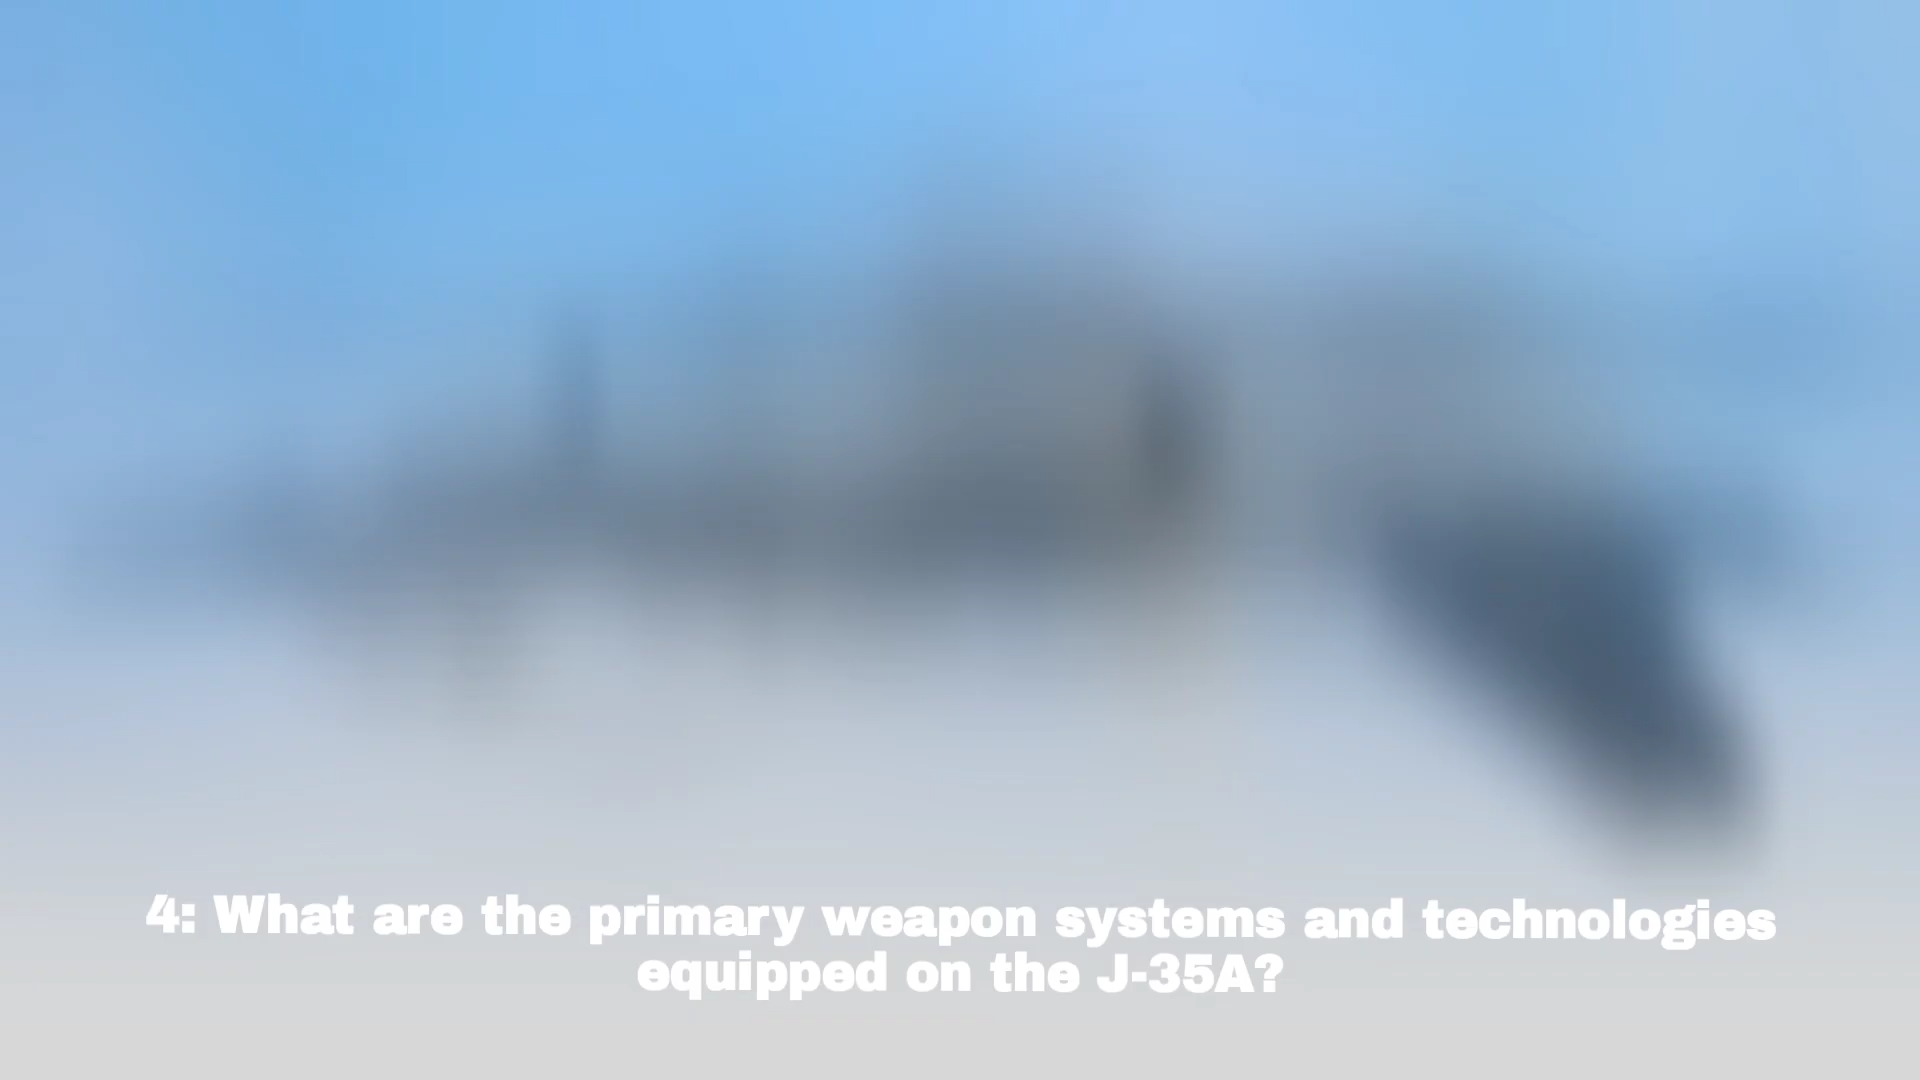 4: What are the primary weapon systems and technologies
equipped on the J-35A?